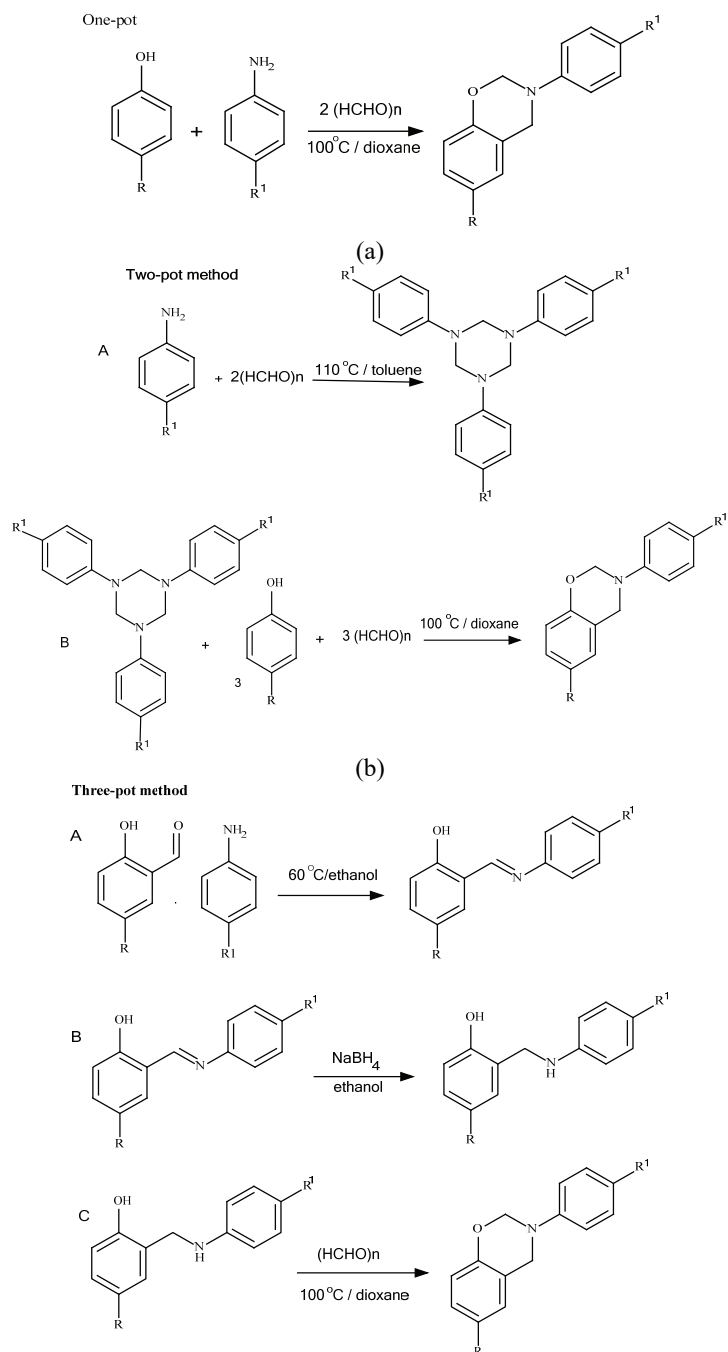 One-pot
OH
NH2
R1
O
N
+
2 (HCHO)n
100°C / dioxane
R
R1
R
(a)
Two-pot method
R1
R1
NH2
A
N
N
+ 2(HCHO)n
110 °C / toluene
N
R1
R1
R1
R1
R1
N
N
OH
O
N
N
B
+
+
3 (HCHO)n
100 °C / dioxane
3
R
R
R1
(b)
Three-pot method
A
OH
O
NH2
OH
R1
60 °C/ethanol
N
.
R
R1
R
B
OH
R1
OH
R1
N
NaBH4
ethanol
N
H
R
R
C
OH
R1
O
N
R1
N
H
(HCHO)n
100°C / dioxane
R
R